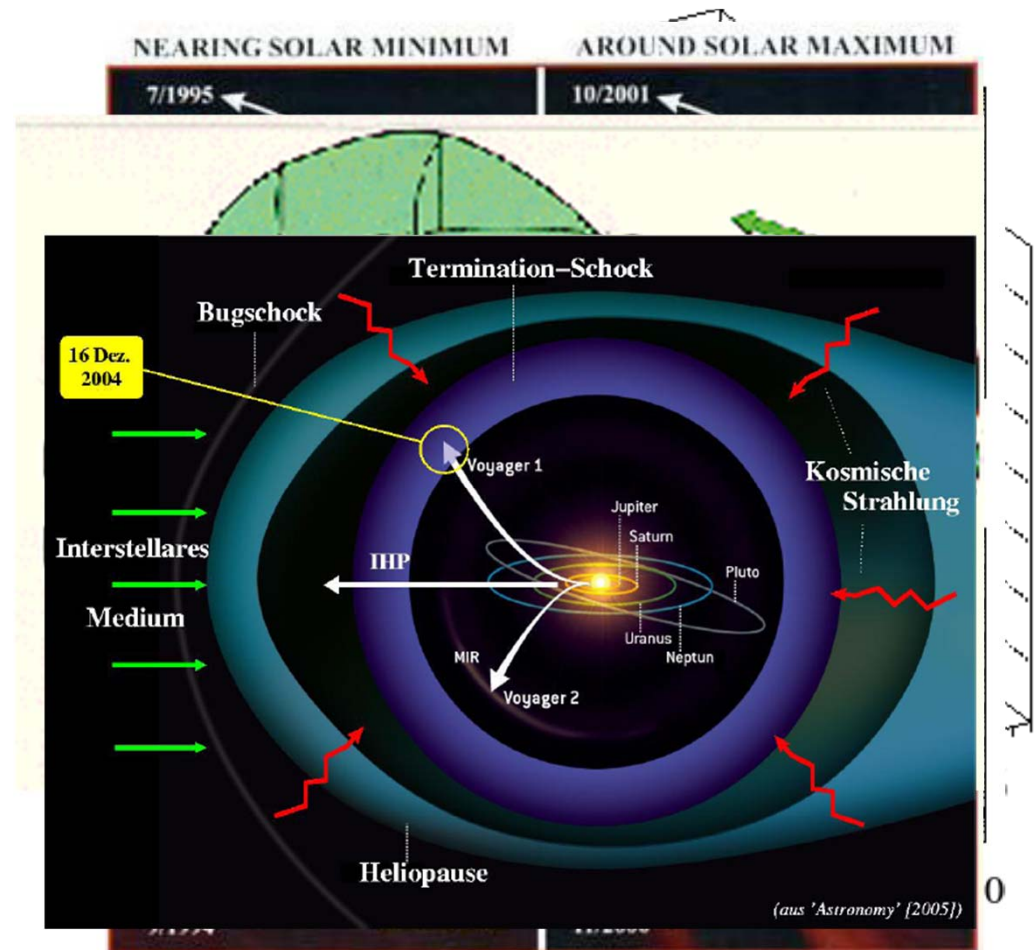 NEARING SOLAR MINIMUM
AROUND SOLAR MAXIMUM
7/1995
10/2001
Termination–Schock
Bugschock
16 Dez.
2004
Voyager 1
Kosmische
Strahlung
Jupiter
Saturn
Interstellares
Medium
IHP
Pluto
Uranus
Neptun
MIR
Voyager 2
Heliopause
0
(aus 'Astronomy' [2005])